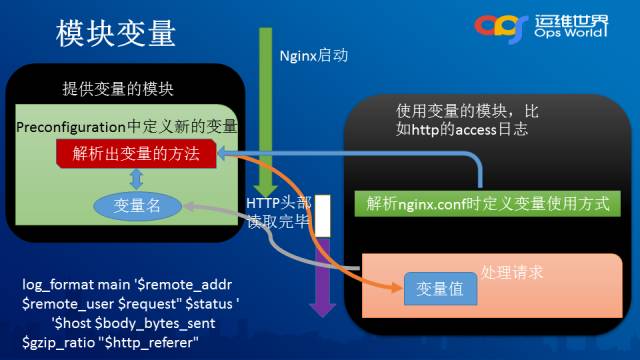 模块变量
运维世界
Ops World
Nginx启动
提供变量的模块
Preconfiguration中定义新的变量
解析出变量的方法
变量名
使用变量的模块，比
如http的access日志
HTTP头部
读取完毕
解析nginx.conf时定义变量使用方式
处理请求
变量值
log_format main '$remote_addr
$remote_user $request" $status '
'$host $body_bytes_sent
$gzip_ratio "$http_referer"